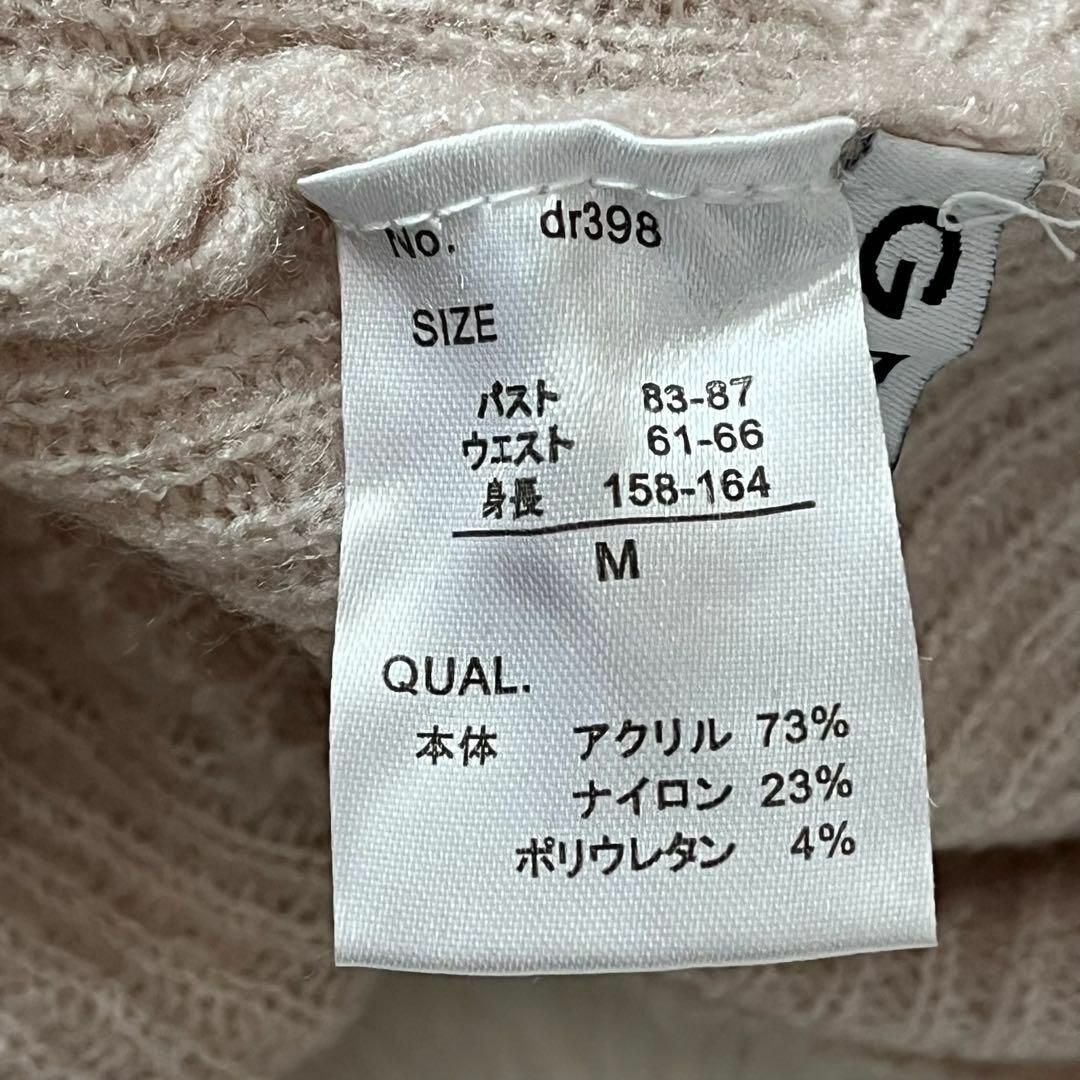 No. dr398
SIZE
パスト 83-87
ウエスト 61-66
身長 158-164
M
QUAL.
本体 アクリル 73%
ナイロン 23%
ポリウレタン 4%
G